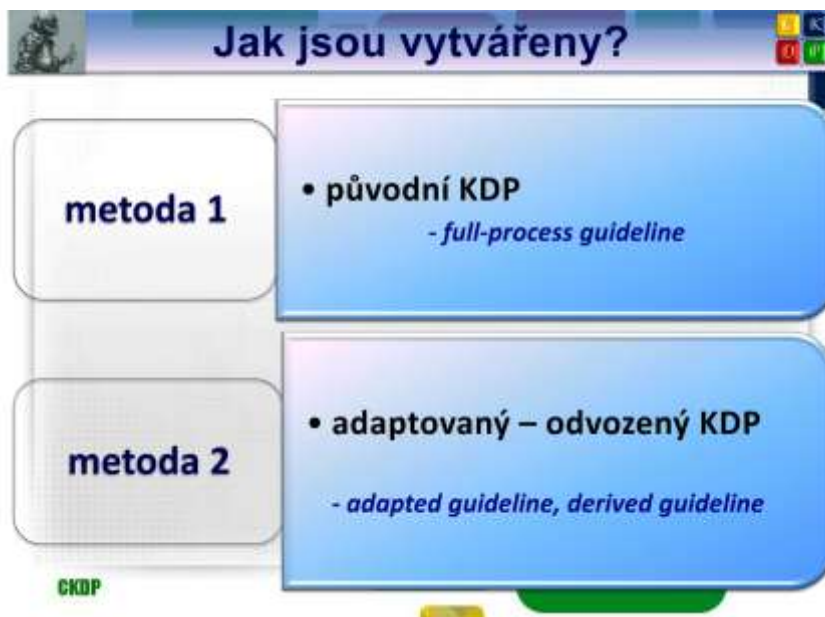 Jak jsou vytvářeny?
metoda 1
• původní KDP
- full-process guideline
metoda 2
• adaptovaný – odvozený KDP
- adapted guideline, derived guideline
CKDP